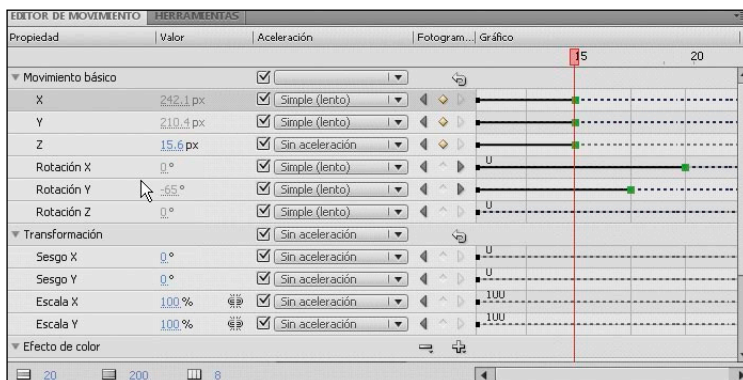 EDITOR DE MOVIMIENTO HERRAMIENTAS
Propiedad Valor Aceleración Fotogram... Gráfico
15 20
Movimiento básico
X 242.1 px Simple (lento)
Y 210.4 px Simple (lento)
Z 15.6 px Sin aceleración
Rotación X 0 ° Simple (lento) 0
Rotación Y -65 ° Simple (lento)
Rotación Z 0 ° Simple (lento) 0
Transformación Sin aceleración
Sesgo X 0 ° Sin aceleración 0
Sesgo Y 0 ° Sin aceleración 0
Escala X 100 % Sin aceleración 100
Escala Y 100 % Sin aceleración 100
Efecto de color
20 200 8